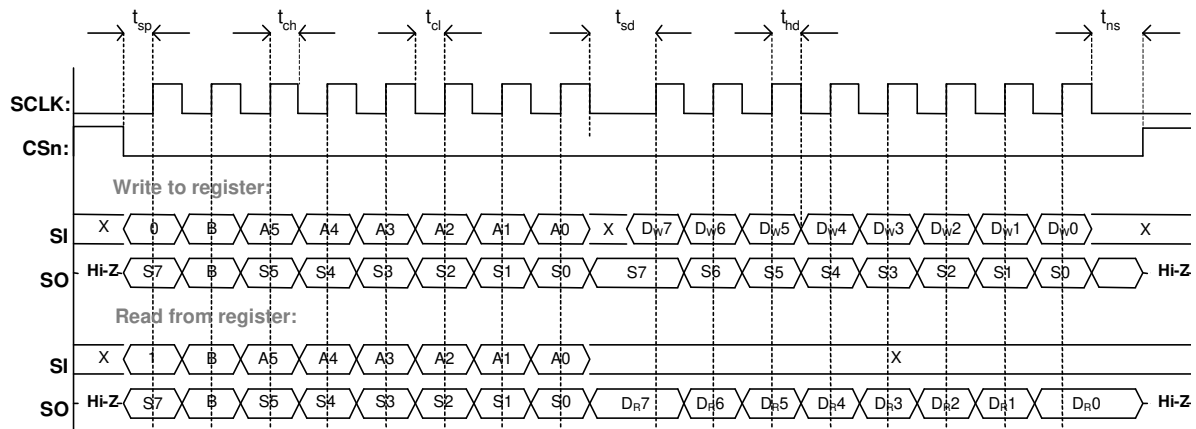 tsp tch tcl tsd thd tns
SCLK:
CSn:
Write to register:
SI X 0 B A5 A4 A3 A2 A1 A0 X DW7 DW6 DW5 DW4 DW3 DW2 DW1 DW0 X
SO Hi-Z S7 B S5 S4 S3 S2 S1 S0 S7 S6 S5 S4 S3 S2 S1 S0 Hi-Z
Read from register:
SI X 1 B A5 A4 A3 A2 A1 A0 X
SO Hi-Z S7 B S5 S4 S3 S2 S1 S0 DR7 DR6 DR5 DR4 DR3 DR2 DR1 DR0 Hi-Z